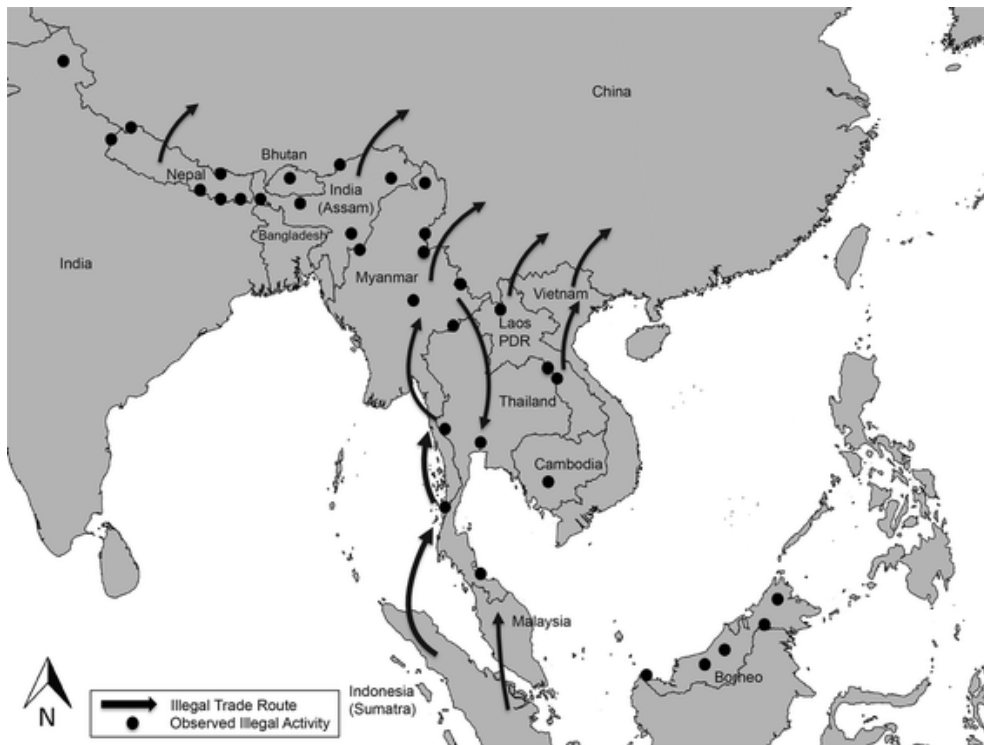 China
Bhutan
Nepal
India
(Assam)
Bangladesh
India
Myanmar
Vietnam
Laos
PDR
Thailand
Cambodia
Malaysia
Borneo
Indonesia
(Sumatra)
N
Illegal Trade Route
Observed Illegal Activity